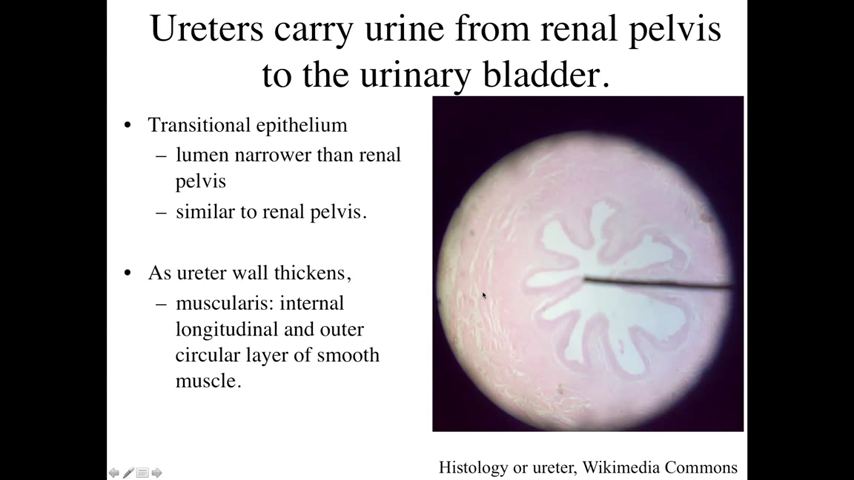 Ureters carry urine from renal pelvis
to the urinary bladder.
• Transitional epithelium
– lumen narrower than renal
pelvis
– similar to renal pelvis.
• As ureter wall thickens,
– muscularis: internal
longitudinal and outer
circular layer of smooth
muscle.
Histology or ureter, Wikimedia Commons